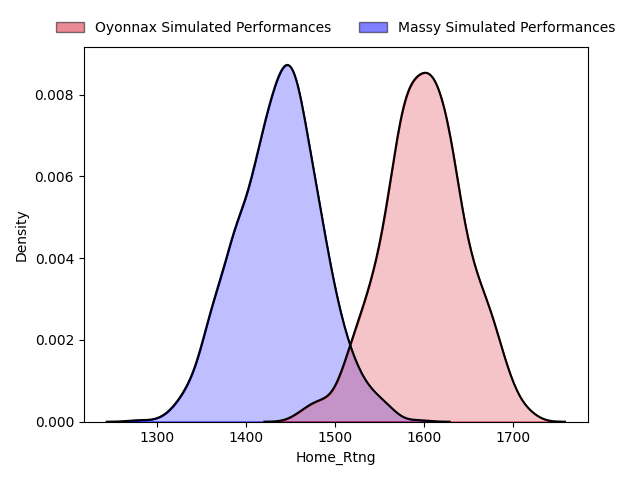 Oyonnax Simulated Performances Massy Simulated Performances
0.008
0.006
0.004
0.002
0.000
Density
1300 1400 1500 1600 1700
Home_Rtng